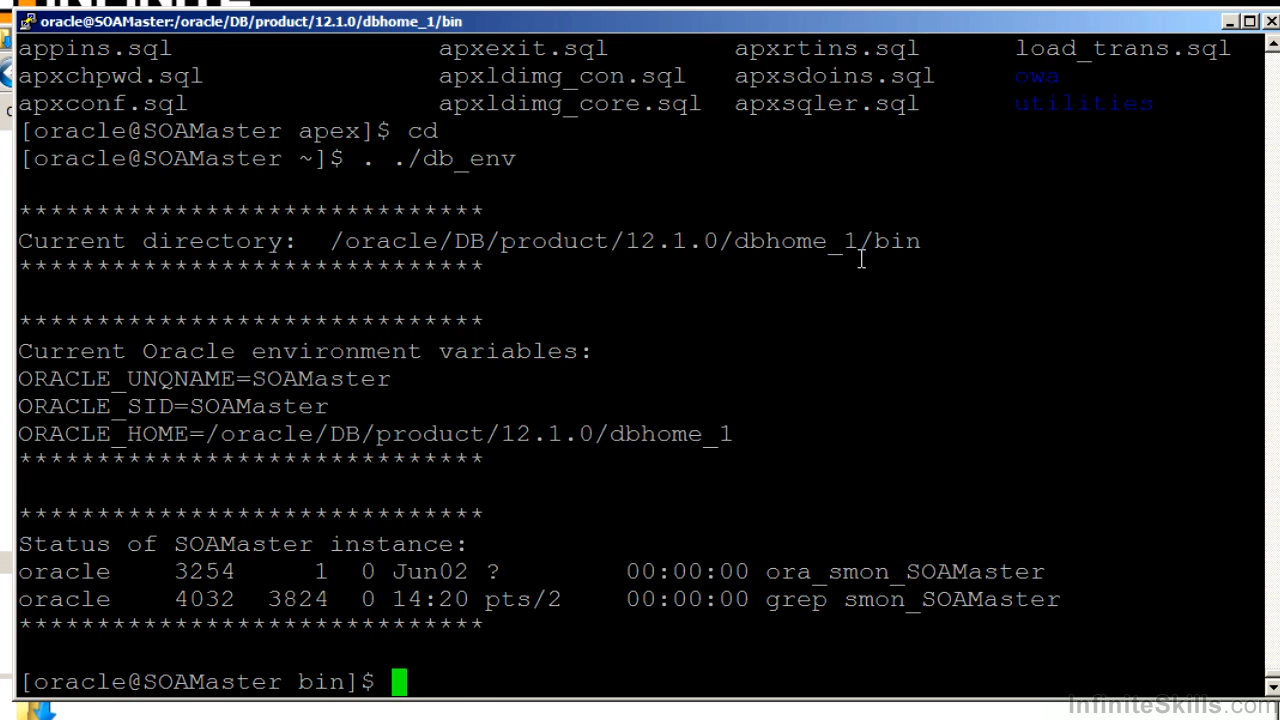 oracle@SOAMaster:/oracle/DB/product/12.1.0/dbhome_1/bin
appins.sql apxexit.sql apxrtins.sql load_trans.sql
apxchpwd.sql apxldimg_con.sql apxsdoins.sql owa
apxconf.sql apxldimg_core.sql apxsqler.sql utilities
[oracle@SOAMaster apex]$ cd
[oracle@SOAMaster ~]$ . ./db_env
******************************
Current directory: /oracle/DB/product/12.1.0/dbhome_1/bin
******************************
******************************
Current Oracle environment variables:
ORACLE_UNQNAME=SOAMaster
ORACLE_SID=SOAMaster
ORACLE_HOME=/oracle/DB/product/12.1.0/dbhome_1
******************************
******************************
Status of SOAMaster instance:
oracle 3254 1 0 Jun02 ? 00:00:00 ora_smon_SOAMaster
oracle 4032 3824 0 14:20 pts/2 00:00:00 grep smon_SOAMaster
******************************
[oracle@SOAMaster bin]$
InfiniteSkills.com